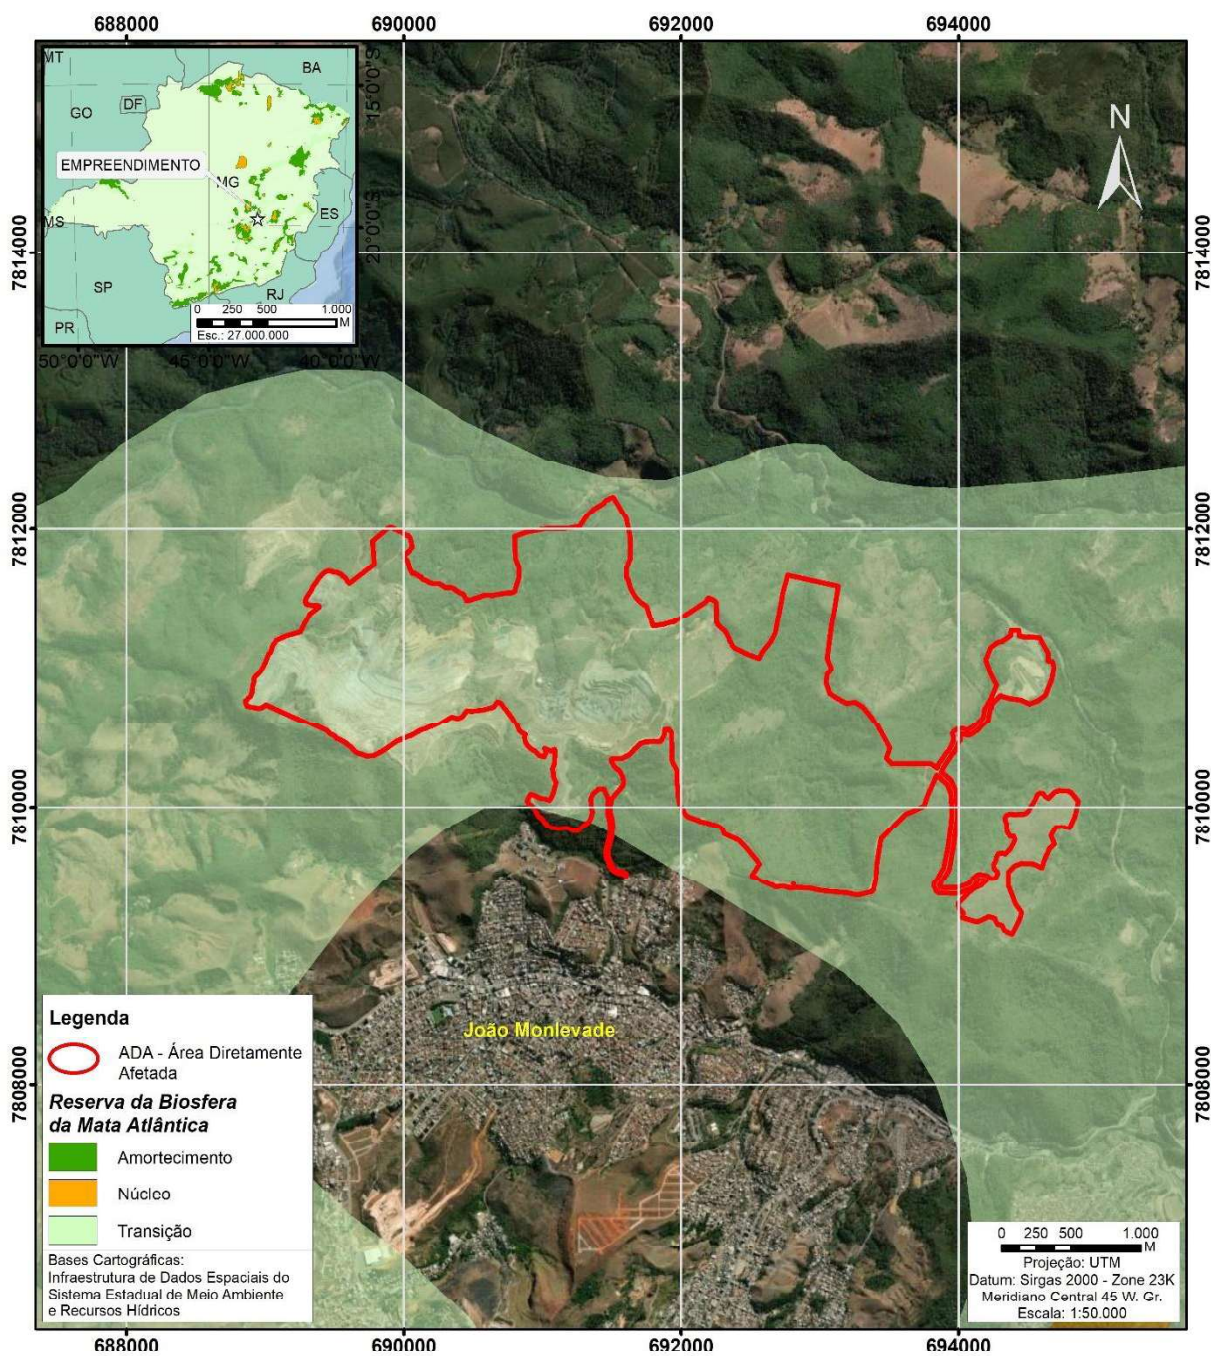 688000
690000
692000
694000
MT
BA
GO
DF
15°0'0"S
EMPREENDIMENTO
MG
MS
ES
20°0'0"S
SP
RJ
PR
0 250 500 1.000
M
Esc.: 27.000.000
50°0'0"W
45°0'0"W
40°0'0"W
N
7814000
7814000
7812000
7812000
7810000
7810000
João Monlevade
7808000
7808000
Legenda
ADA - Área Diretamente
Afetada
Reserva da Biosfera
da Mata Atlântica
Amortecimento
Núcleo
Transição
Bases Cartográficas:
Infraestrutura de Dados Espaciais do
Sistema Estadual de Meio Ambiente
e Recursos Hídricos
0 250 500 1.000
M
Projeção: UTM
Datum: Sirgas 2000 - Zone 23K
Meridiano Central 45 W. Gr.
Escala: 1:50.000
688000
690000
692000
694000